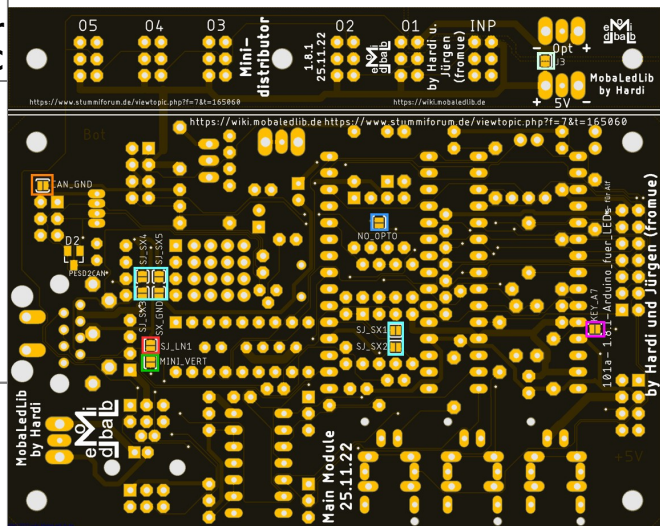 05 04 03 02 01 INP
Mini-
distributor
1.8.1
25.11.22
by Hardi u.
Jürgen
(fromue)
- Opt +
J3
+ 5V -
MobaLedLib
by Hardi
https://www.stummiforum.de/viewtopic.php?f=7&t=165060
https://wiki.mobaledlib.de
https://wiki.mobaledlib.de https://www.stummiforum.de/viewtopic.php?f=7&t=165060
Bot
CAN_GND
D2
PESD2CAN
SJ_SX4
SJ_SX5
SJ_SX3
SX_GND
SJ_LN1
MINI_VERT
NO_OPTO
SJ_SX1
SJ_SX2
KEY_A7
101a- 1.8.1-Arduino_fuer_LEDs
für Alf
by Hardi und Jürgen (fromue)
MobaLedLib
by Hardi
Main Module
25.11.22
+5V